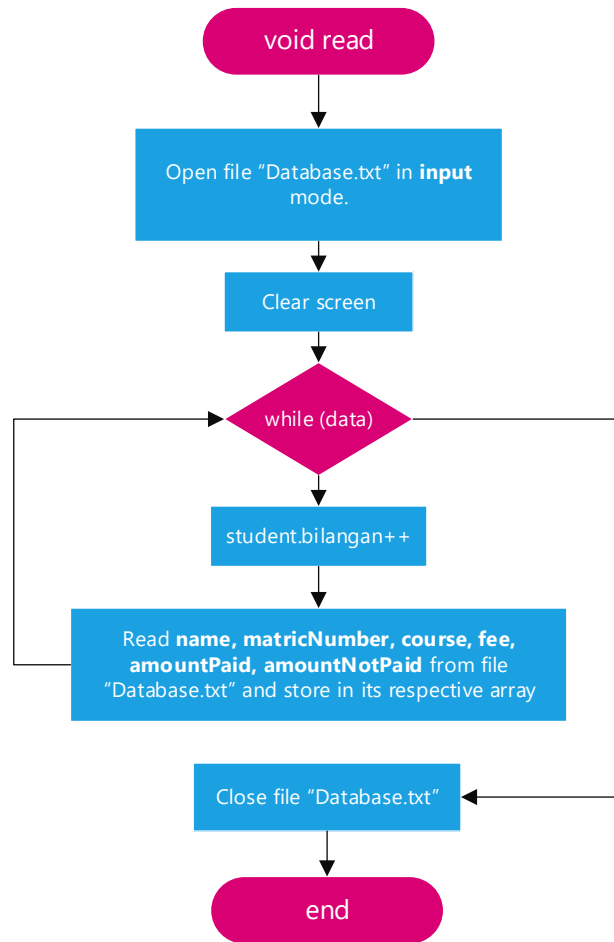 void read
Open file “Database.txt” in input
mode.
Clear screen
while (data)
student.bilangan++
Read name, matricNumber, course, fee,
amountPaid, amountNotPaid from file
“Database.txt” and store in its respective array
Close file “Database.txt”
end